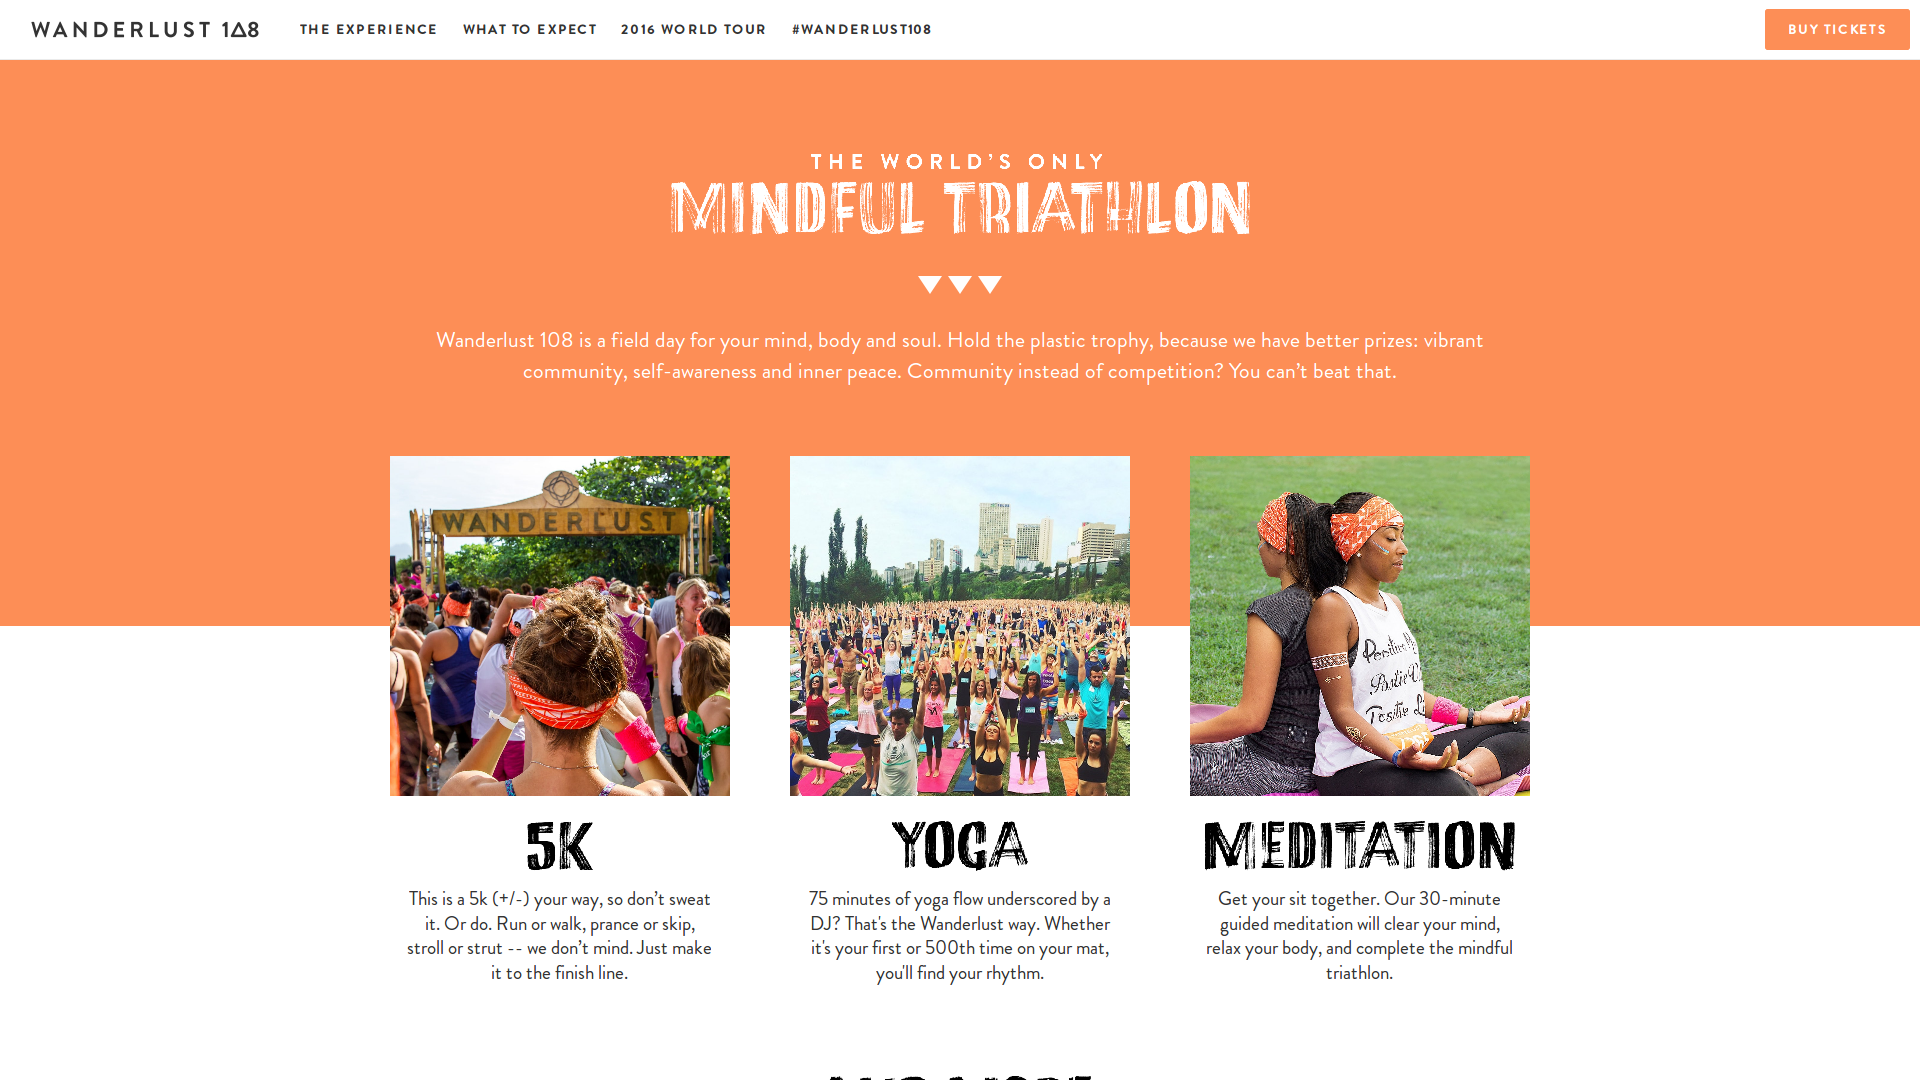 WANDERLUST 1Δ8
THE EXPERIENCE
WHAT TO EXPECT
2016 WORLD TOUR
#WANDERLUST108
BUY TICKETS
THE WORLD'S ONLY
MINDFUL TRIATHLON
Wanderlust 108 is a field day for your mind, body and soul. Hold the plastic trophy, because we have better prizes: vibrant
community, self-awareness and inner peace. Community instead of competition? You can’t beat that.
WANDERLUST
5K
This is a 5k (+/-) your way, so don’t sweat
it. Or do. Run or walk, prance or skip,
stroll or strut -- we don’t mind. Just make
it to the finish line.
YOGA
75 minutes of yoga flow underscored by a
DJ? That's the Wanderlust way. Whether
it's your first or 500th time on your mat,
you'll find your rhythm.
MEDITATION
Get your sit together. Our 30-minute
guided meditation will clear your mind,
relax your body, and complete the mindful
triathlon.